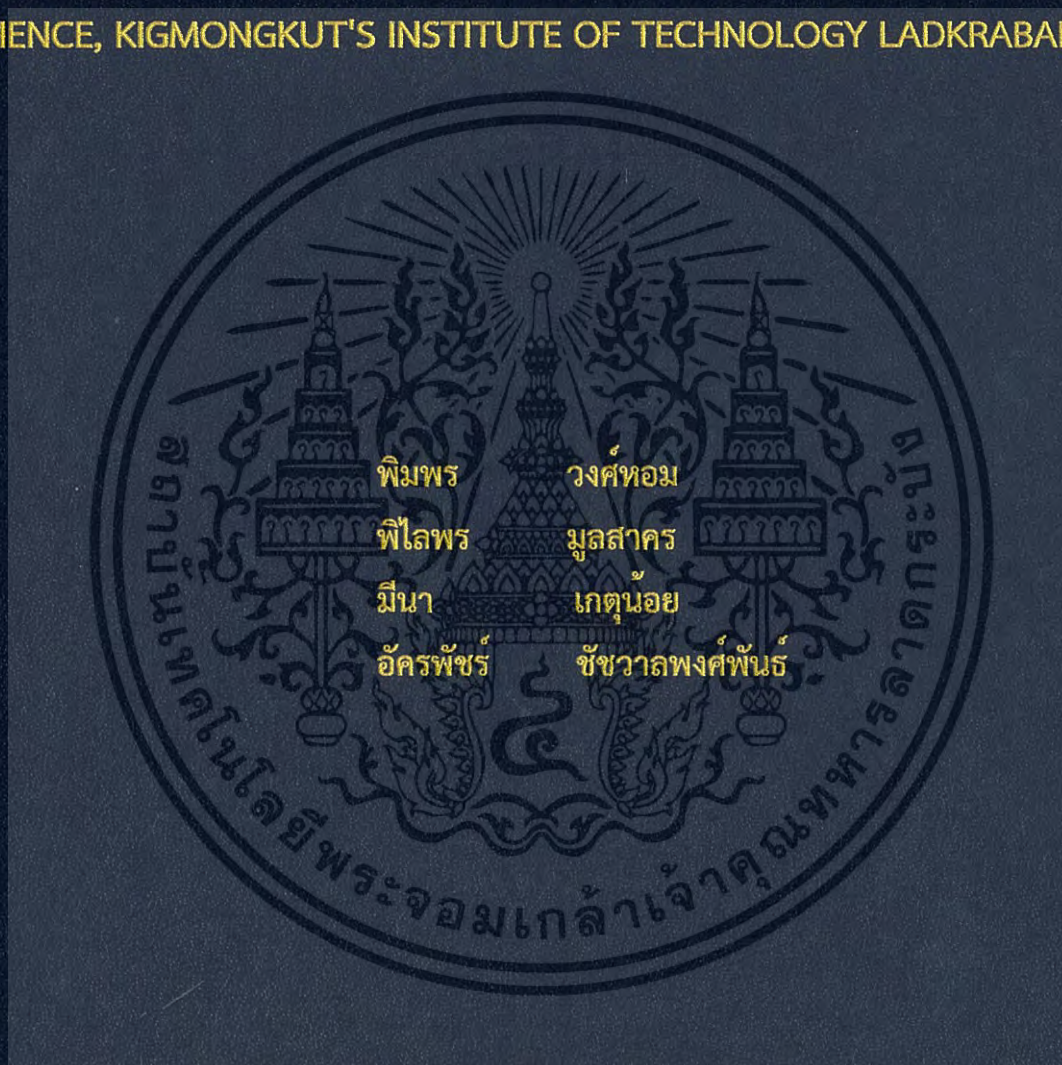 IENCE, KIGMONGKUT'S INSTITUTE OF TECHNOLOGY LADKRABA
พิมพร วงศ์หอม
พิไลพร มูลสาคร
มีนา เกตุน้อย
อัครพัชร์ ชัชวาลพงศ์พันธ์
สถาบันเทคโนโลยีพระจอมเกล้าเจ้าคุณทหารลาดกระบัง
๔